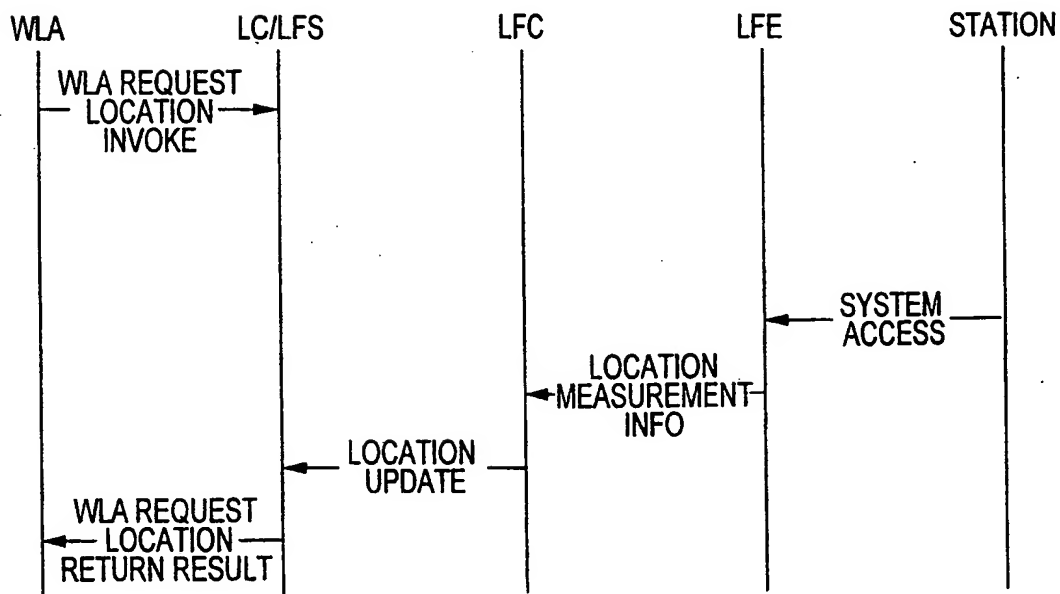 WLA LC/LFS LFC LFE STATION
WLA REQUEST
LOCATION
INVOKE
SYSTEM
ACCESS
LOCATION
MEASUREMENT
INFO
LOCATION
UPDATE
WLA REQUEST
LOCATION
RETURN RESULT